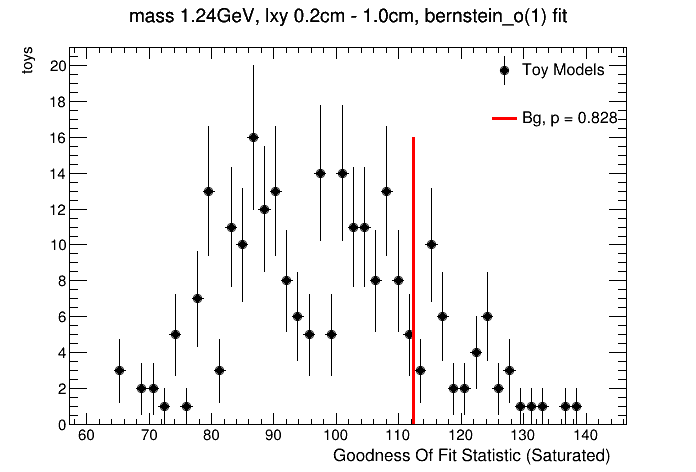 mass 1.24GeV, lxy 0.2cm - 1.0cm, bernstein_o(1) fit
toys
20
18
16
14
12
10
8
6
4
2
0
Toy Models
Bg, p = 0.828
60 70 80 90 100 110 120 130 140
Goodness Of Fit Statistic (Saturated)